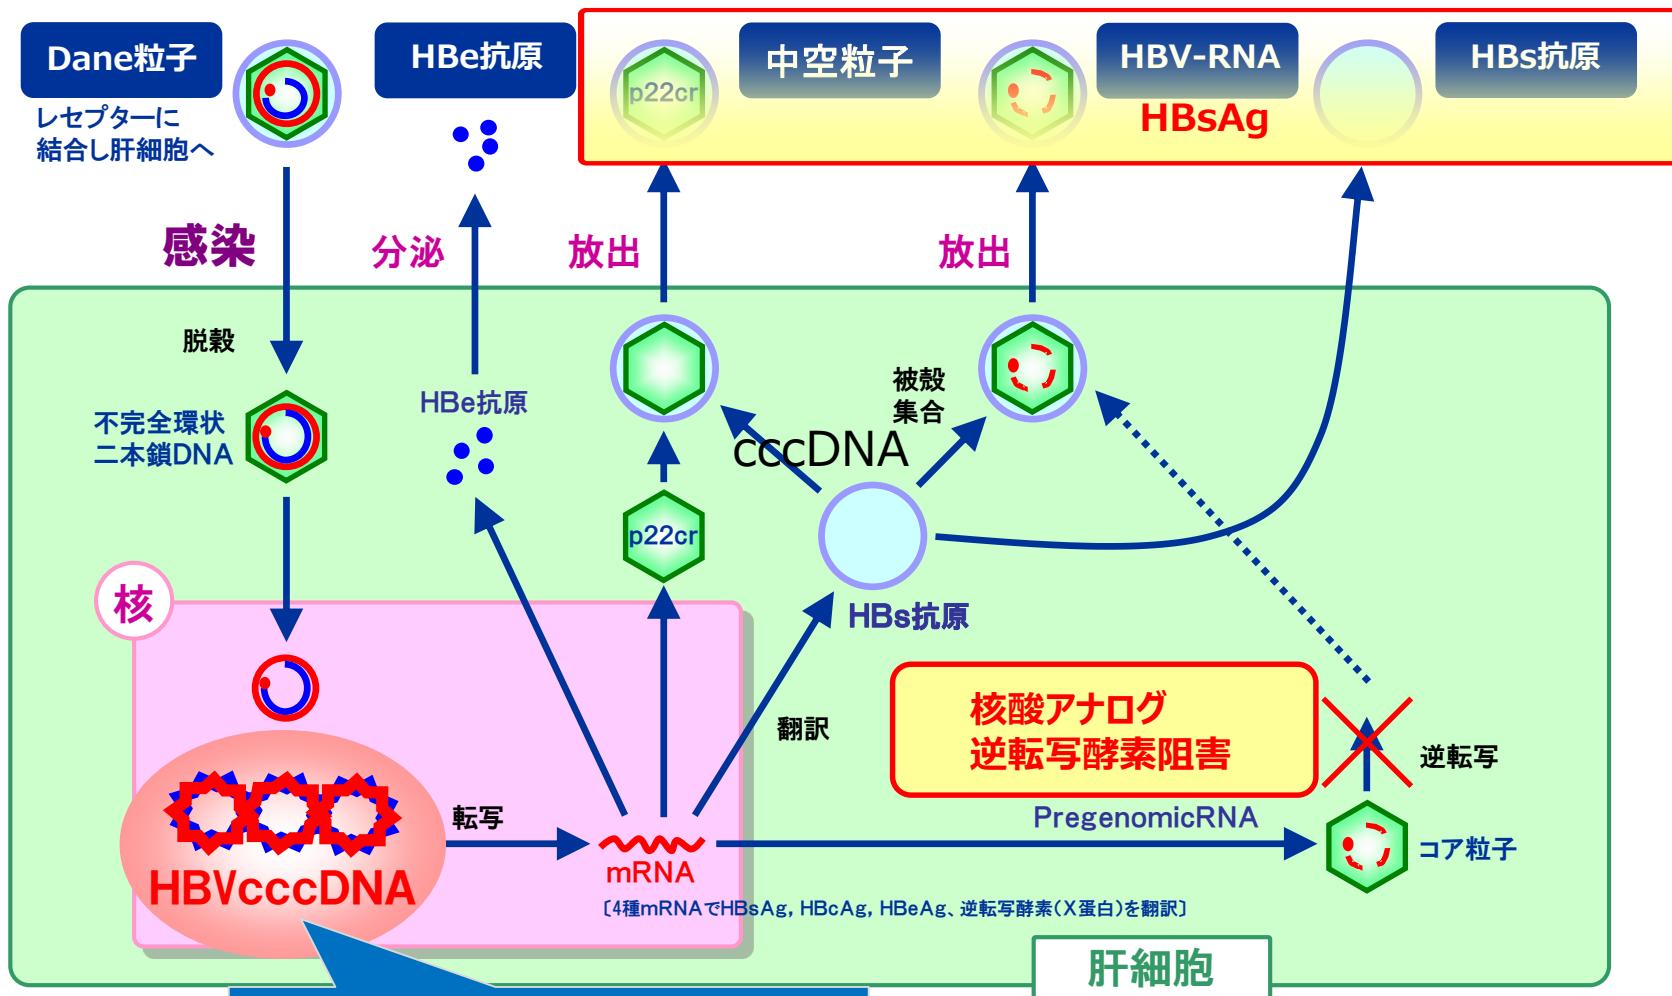 Dane粒子
レセプターに
結合し肝細胞へ
HBe抗原
p22cr
中空粒子
HBV-RNA
HBsAg
HBs抗原
感染
分泌
放出
放出
脱穀
不完全環状
二本鎖DNA
HBe抗原
被殻
集合
cccDNA
p22cr
HBs抗原
核
翻訳
核酸アナログ
逆転写酵素阻害
逆転写
転写
PregenomicRNA
コア粒子
HBVcccDNA
mRNA
〔4種mRNAでHBsAg, HBcAg, HBeAg、逆転写酵素（X蛋白）を翻訳〕
肝細胞